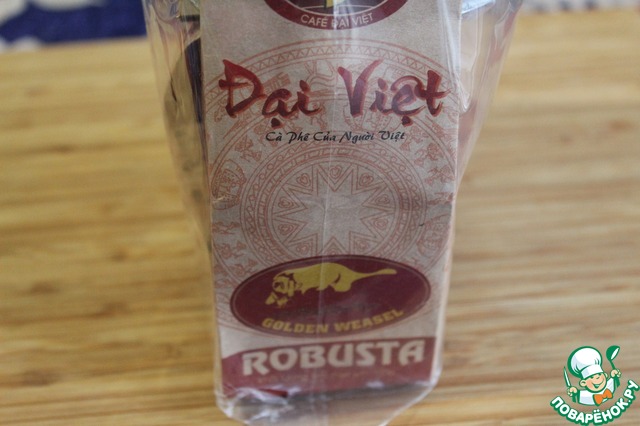 CAFÉ ĐẠI VIỆT
Đại Việt
Cà Phê Của Người Việt
GOLDEN WEASEL
ROBUSTA
ПОВАРЁНОК.РУ